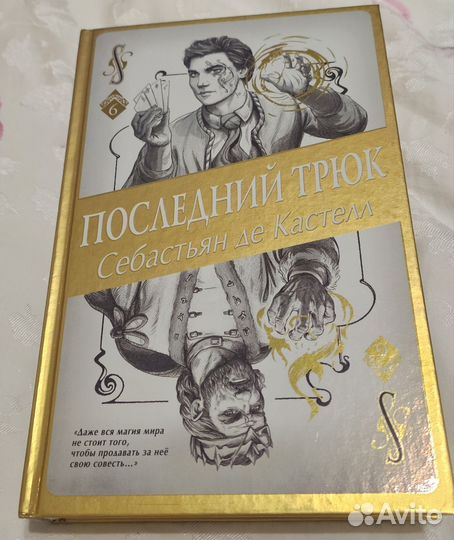 6
ПОСЛЕДНИЙ ТРЮК
Себастьян де Кастелл
«Даже вся магия мира
не стоит того,
чтобы продавать за неё
свою совесть...»
Avito